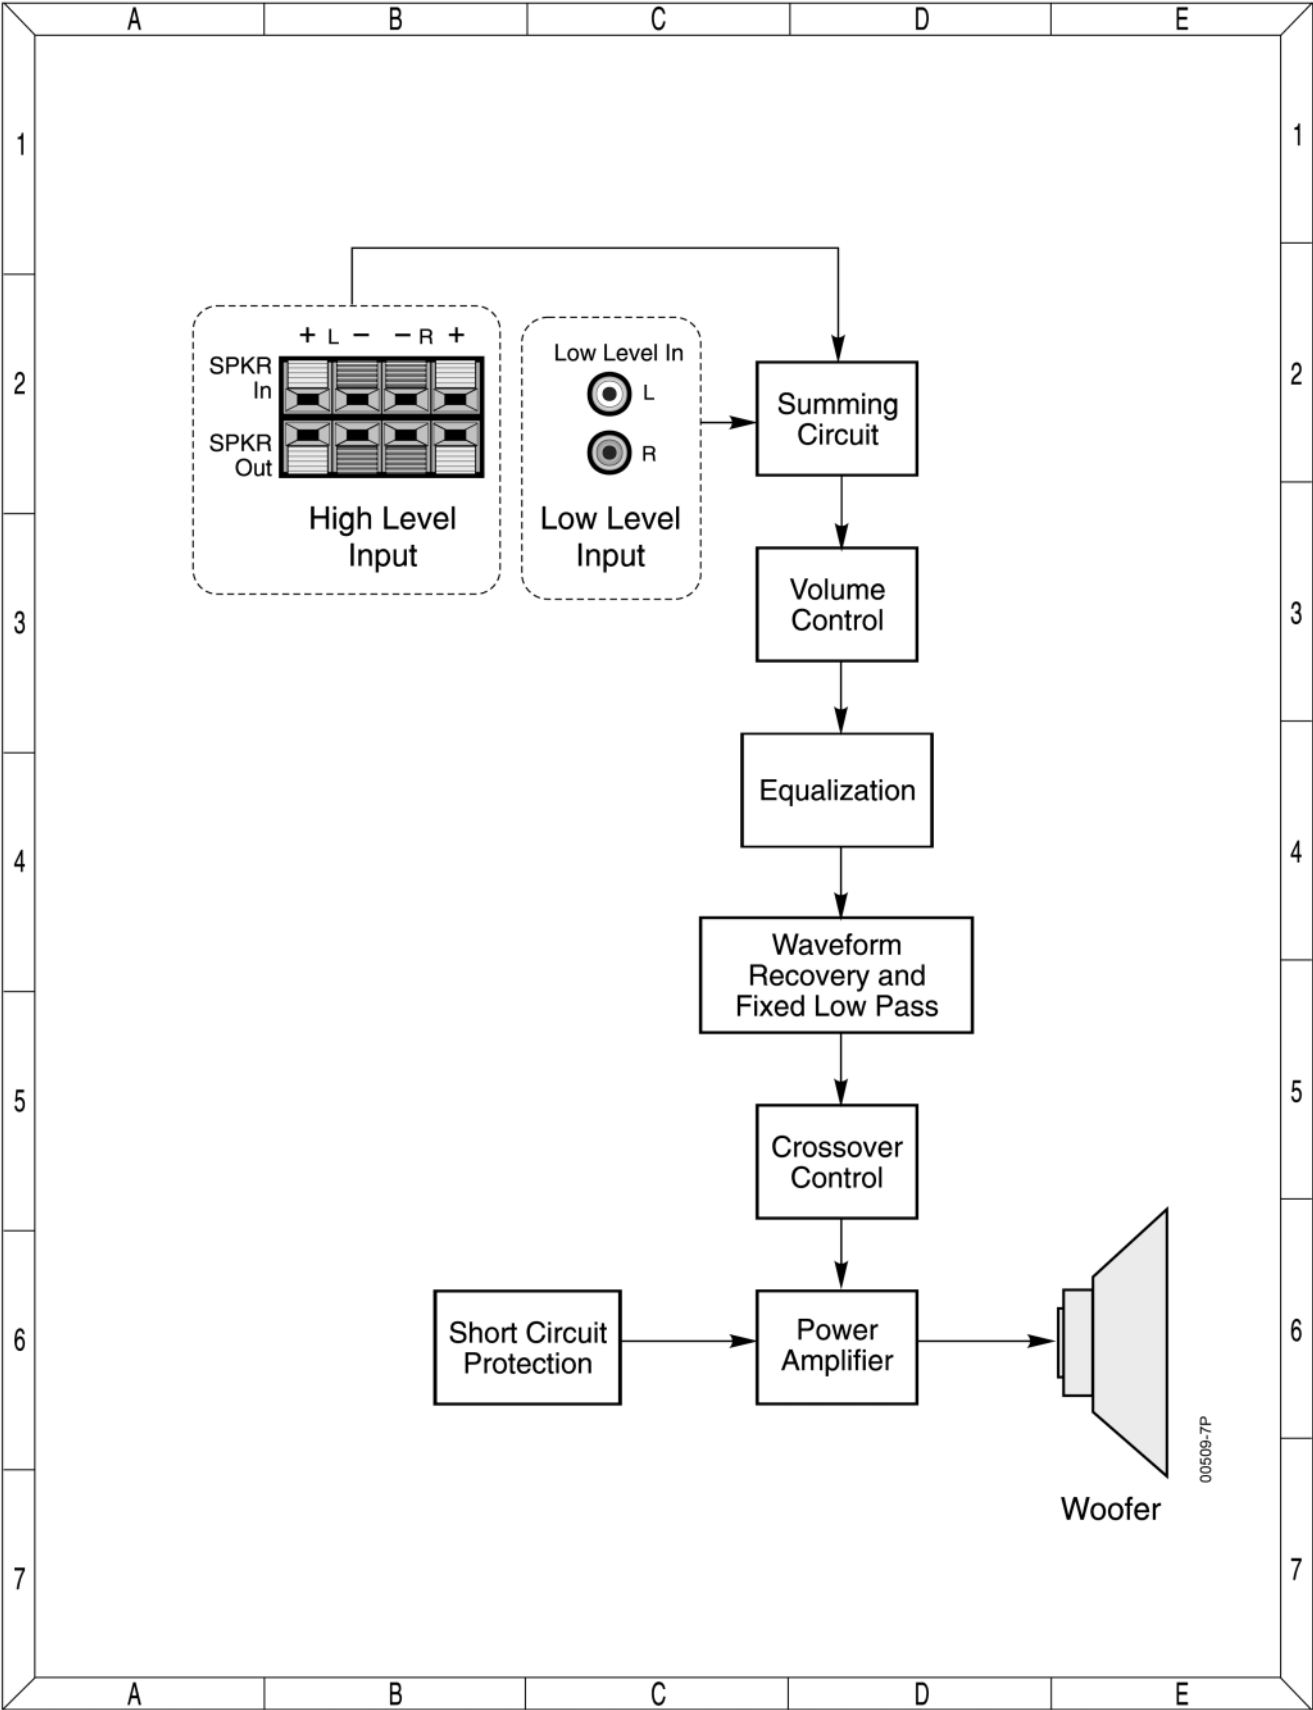 A B C D E
1 1
+ L − − R +
SPKR
In
SPKR
Out
High Level
Input
Low Level In
L
R
Low Level
Input
2 2
Summing
Circuit
Volume
Control
3 3
Equalization
4 4
Waveform
Recovery and
Fixed Low Pass
5 5
Crossover
Control
6 6
Short Circuit
Protection
Power
Amplifier
Woofer
00509-7P
7 7
A B C D E